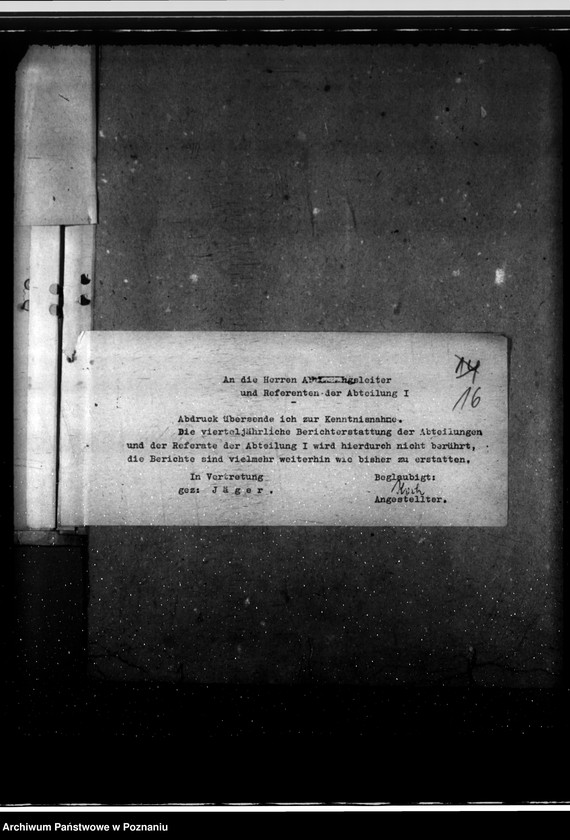 14
16
An die Herren
und Referenten der Abteilung I
Abdruck übersende ich zur Kenntnisnahme.
Die vierteljährliche Berichterstattung der Abteilungen
und der Referate der Abteilung I wird hierdurch nicht berührt,
die Berichte sind vielmehr weiterhin wie bisher zu erstatten.
In Vertretung
gez: Jäger.
Beglaubigt:
Angestellter.
Archiwum Państwowe w Poznaniu